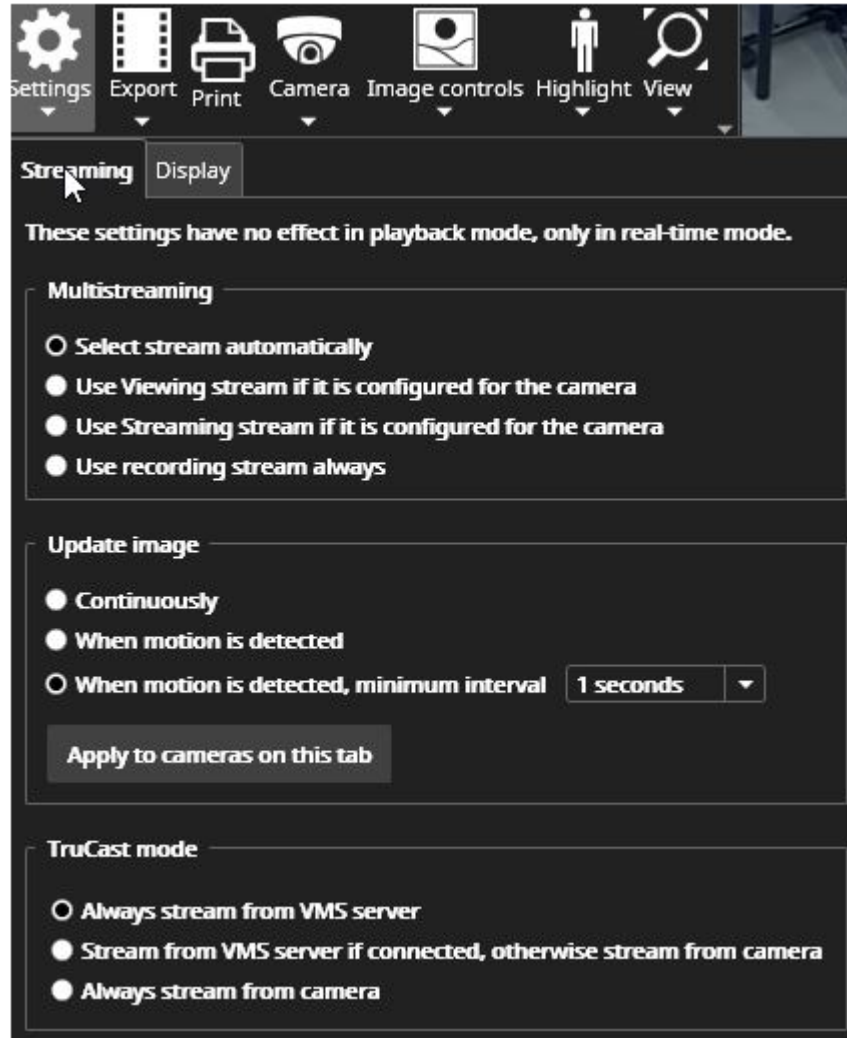 Settings Export Print Camera Image controls Highlight View
Streaming Display
These settings have no effect in playback mode, only in real-time mode.
Multistreaming
Select stream automatically
Use Viewing stream if it is configured for the camera
Use Streaming stream if it is configured for the camera
Use recording stream always
Update image
Continuously
When motion is detected
When motion is detected, minimum interval 1 seconds
Apply to cameras on this tab
TruCast mode
Always stream from VMS server
Stream from VMS server if connected, otherwise stream from camera
Always stream from camera